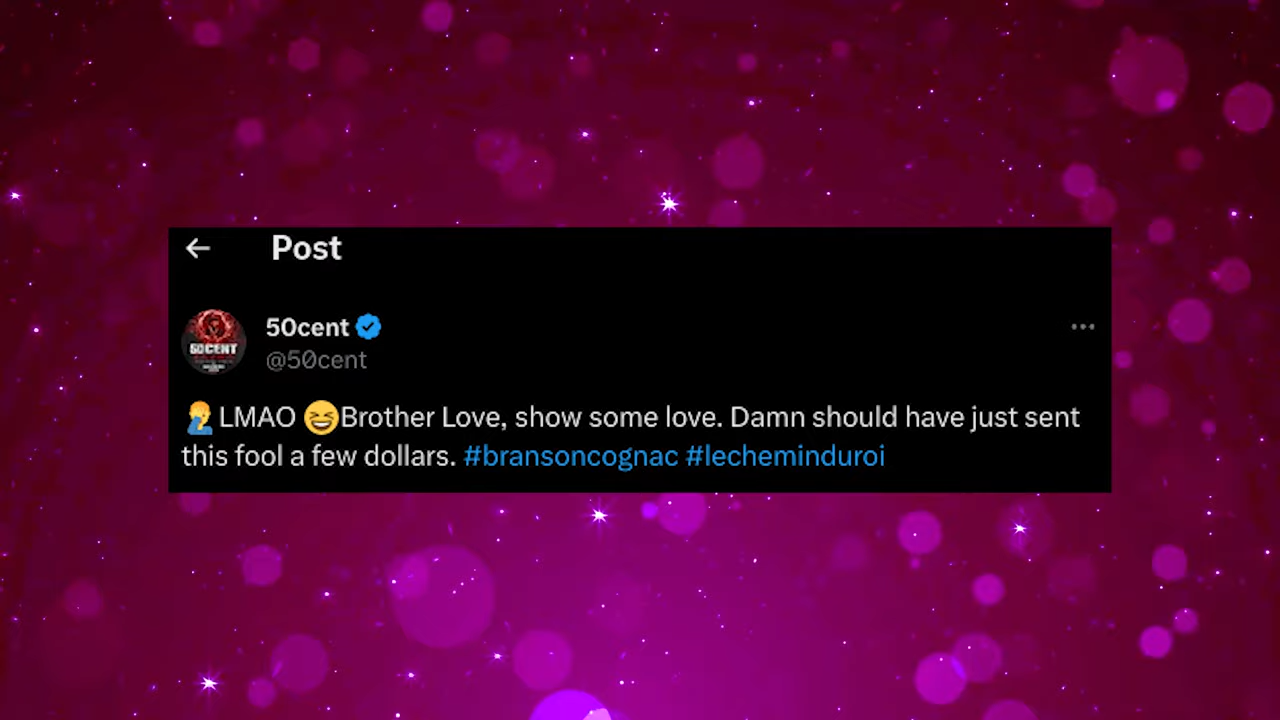 Post
50cent
@50cent
🤦‍♂️LMAO 😆Brother Love, show some love. Damn should have just sent
this fool a few dollars. #bransoncognac #lecheminduroi
50CENT